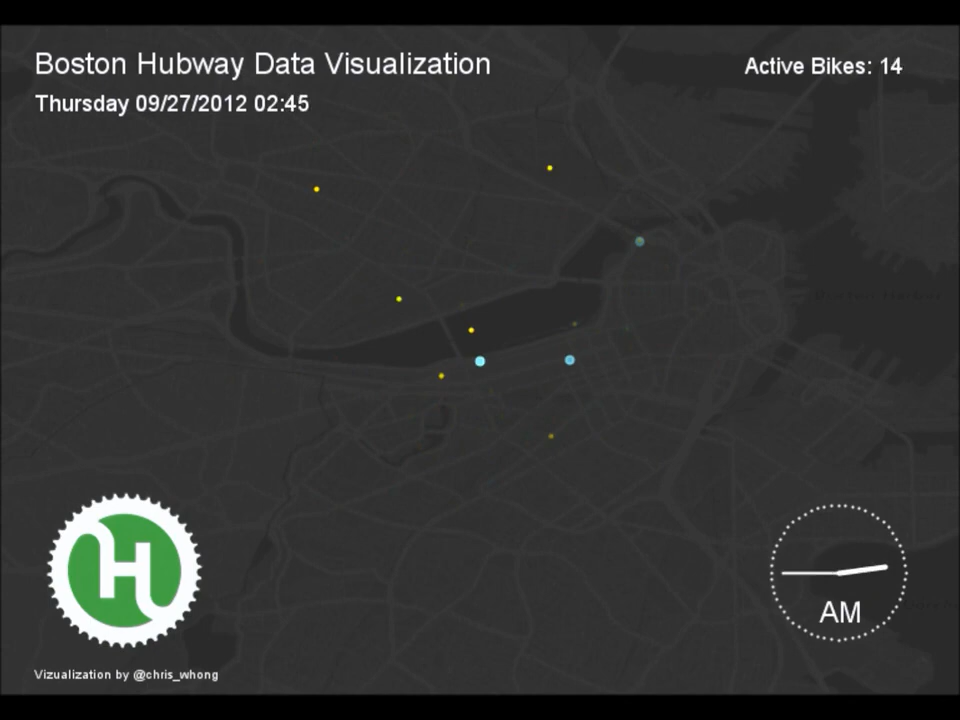 Boston Hubway Data Visualization
Active Bikes: 14
Thursday 09/27/2012 02:45
H
AM
Vizualization by @chris_whong